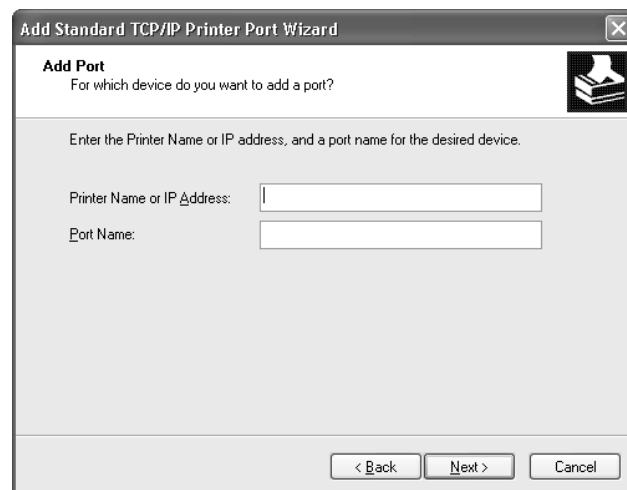 Add Standard TCP/IP Printer Port Wizard
Add Port
For which device do you want to add a port?
Enter the Printer Name or IP address, and a port name for the desired device.
Printer Name or IP Address:
Port Name:
< Back Next > Cancel